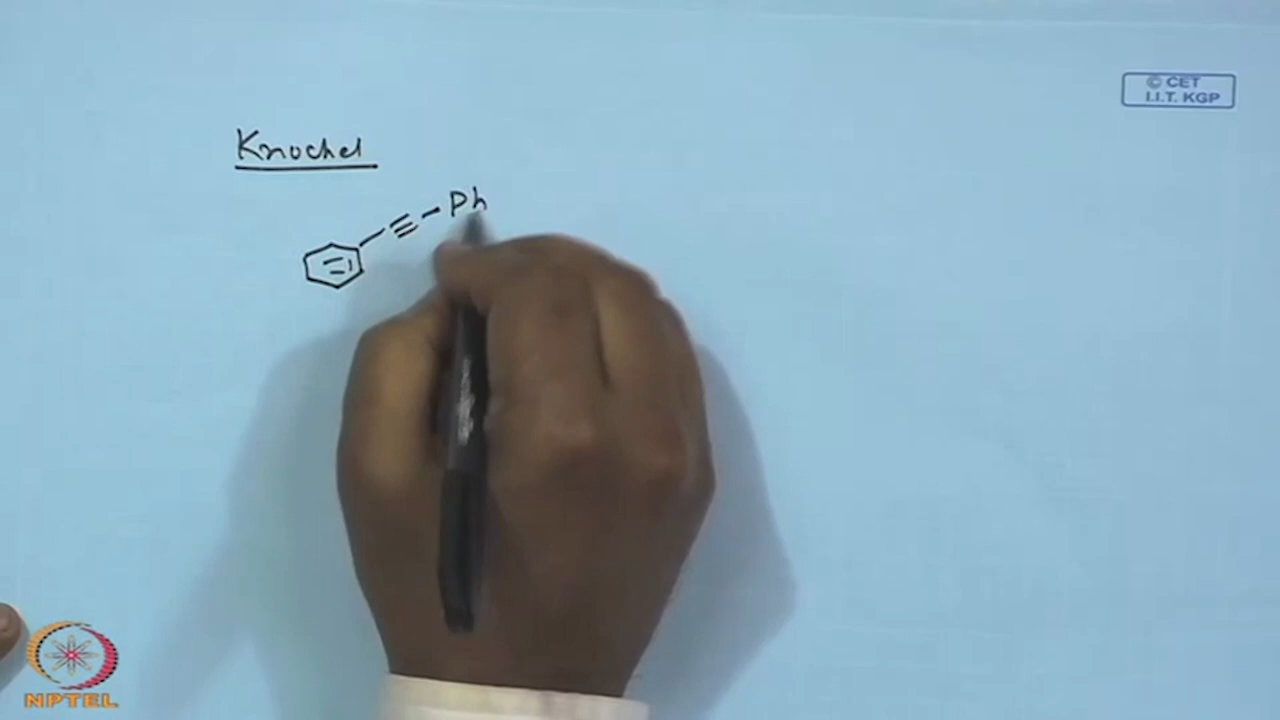 © CET
I.I.T. KGP
Knochel
Ph
NPTEL